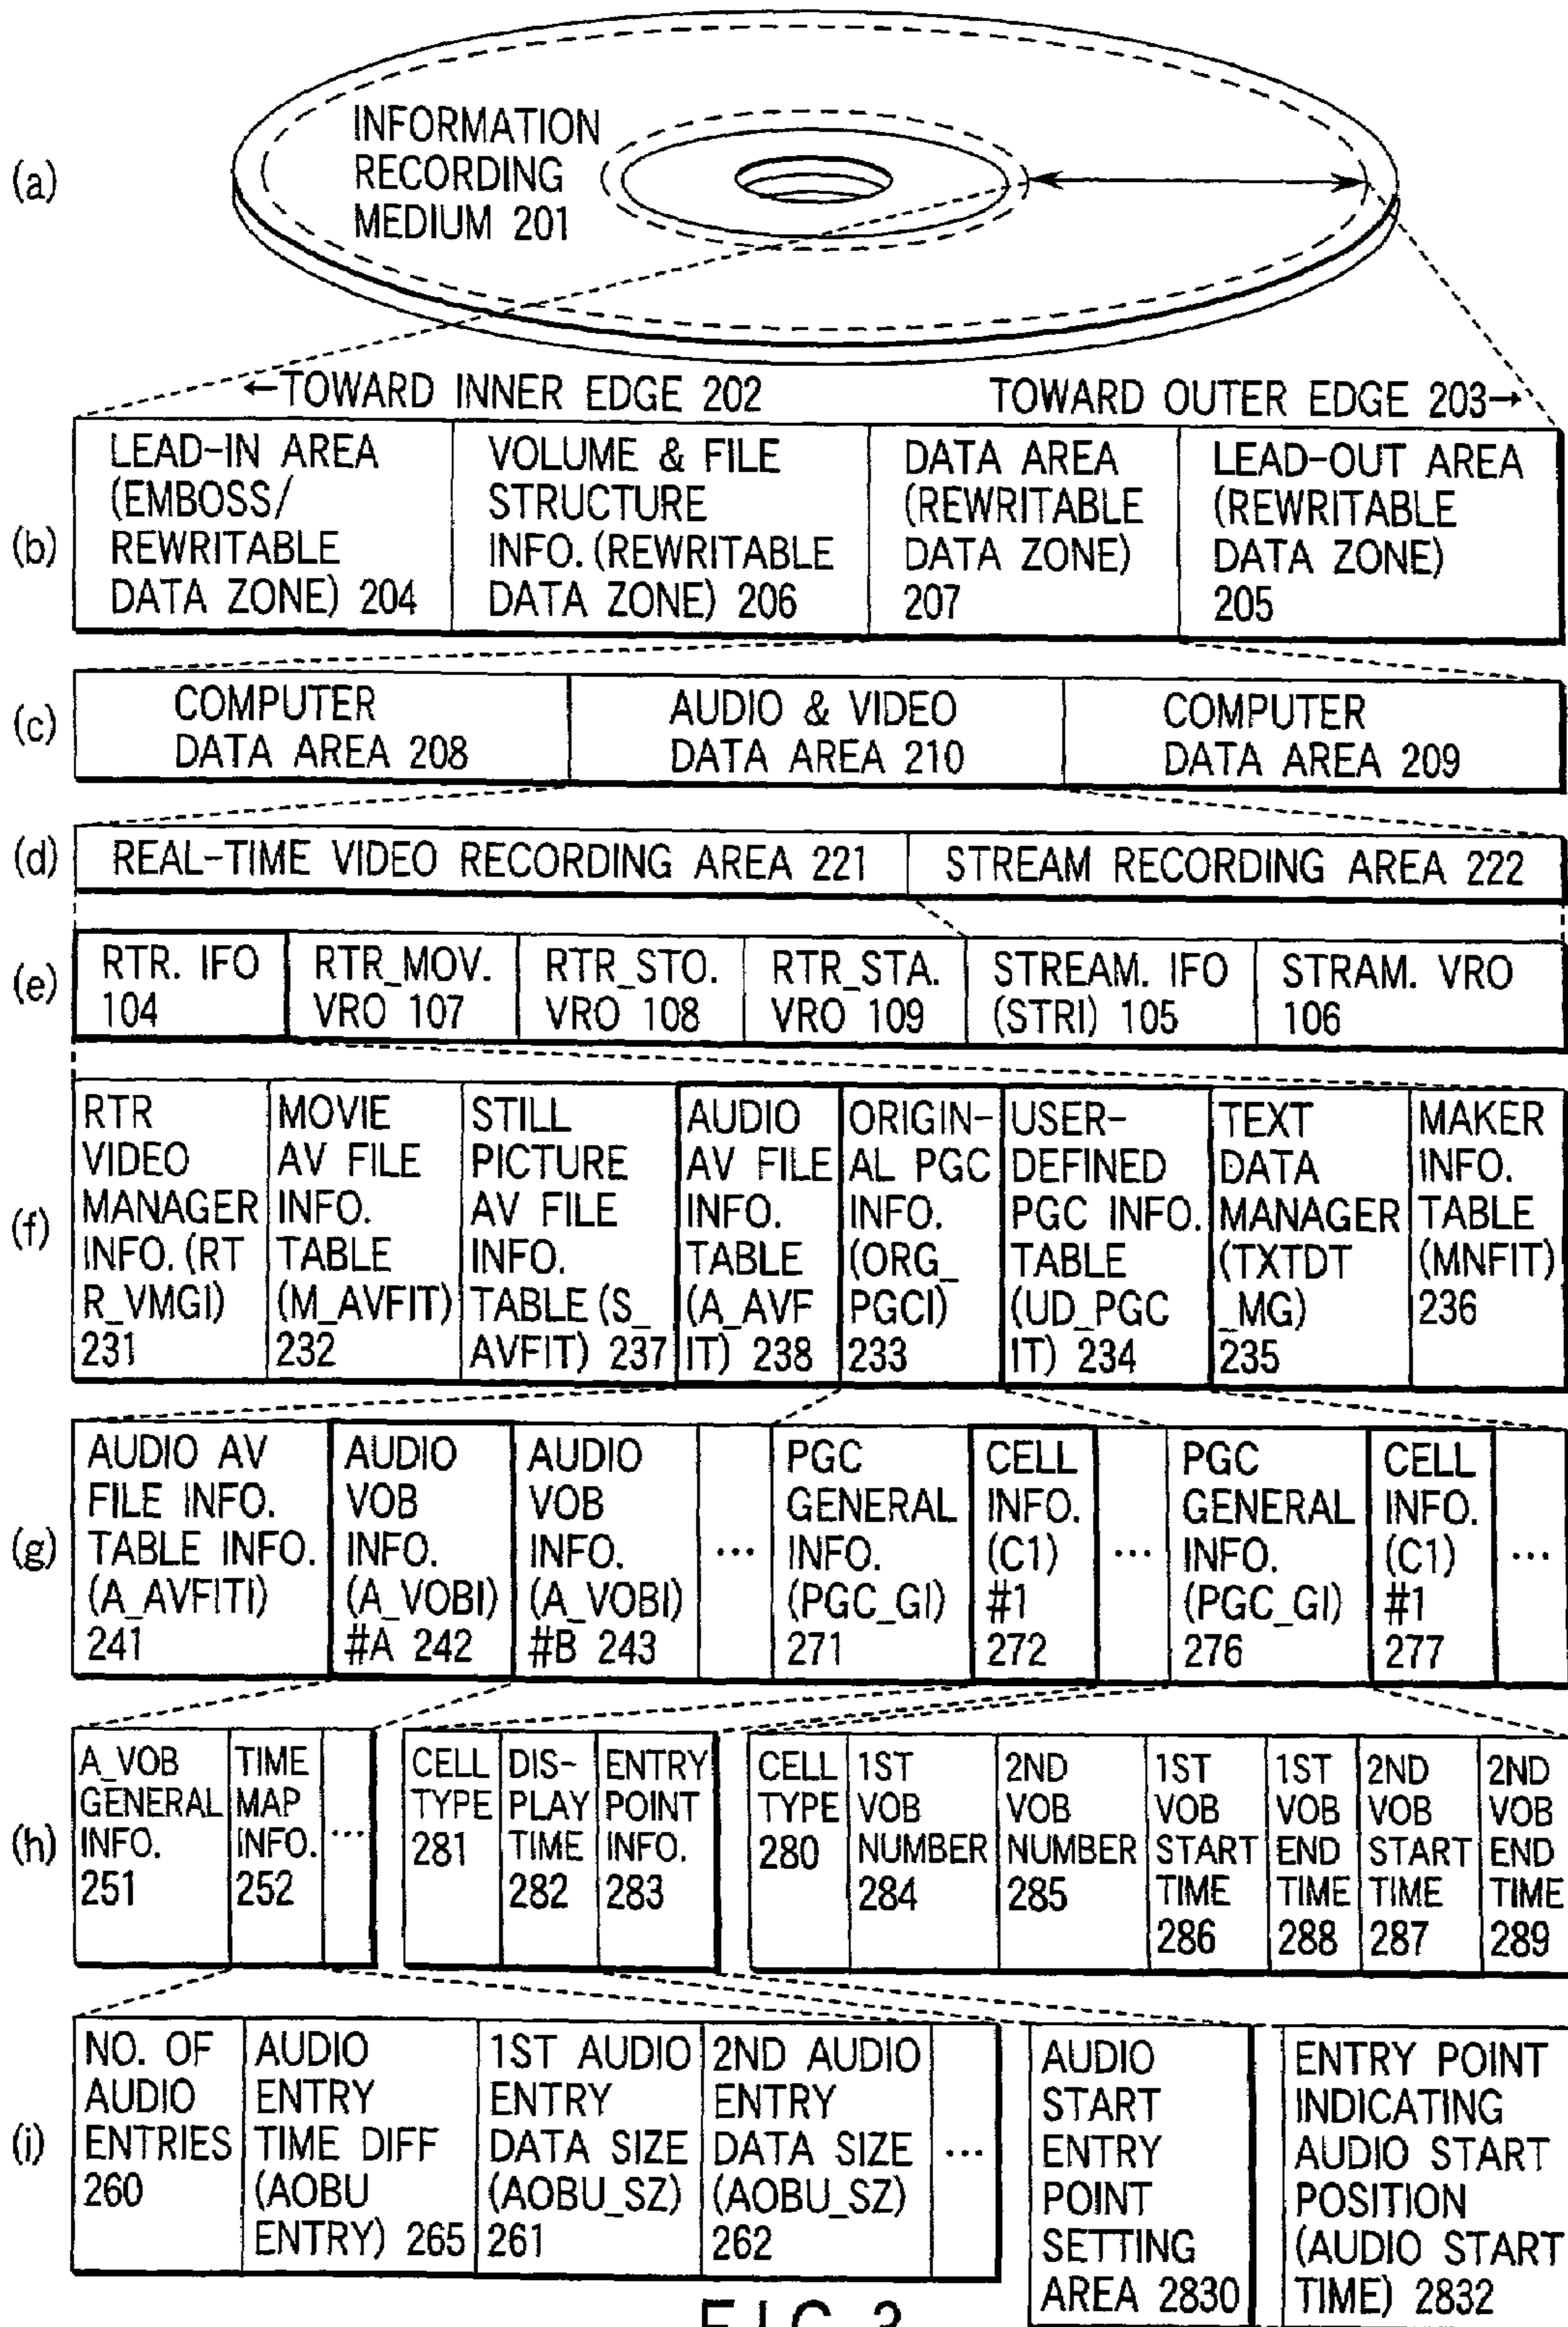 (a)
INFORMATION
RECORDING
MEDIUM 201
←TOWARD INNER EDGE 202
TOWARD OUTER EDGE 203→
(b)
LEAD-IN AREA
(EMBOSS/
REWRITABLE
DATA ZONE) 204
VOLUME & FILE
STRUCTURE
INFO. (REWRITABLE
DATA ZONE) 206
DATA AREA
(REWRITABLE
DATA ZONE)
207
LEAD-OUT AREA
(REWRITABLE
DATA ZONE)
205
(c)
COMPUTER
DATA AREA 208
AUDIO & VIDEO
DATA AREA 210
COMPUTER
DATA AREA 209
(d)
REAL-TIME VIDEO RECORDING AREA 221
STREAM RECORDING AREA 222
(e)
RTR. IFO
104
RTR_MOV.
VRO 107
RTR_STO.
VRO 108
RTR_STA.
VRO 109
STREAM. IFO
(STRI) 105
STRAM. VRO
106
(f)
RTR
VIDEO
MANAGER
INFO. (RT
R_VMGI)
231
MOVIE
AV FILE
INFO.
TABLE
(M_AVFIT)
232
STILL
PICTURE
AV FILE
INFO.
TABLE (S_
AVFIT) 237
AUDIO
AV FILE
INFO.
TABLE
(A_AVF
IT) 238
ORIGIN-
AL PGC
INFO.
(ORG_
PGCI)
233
USER-
DEFINED
PGC INFO.
TABLE
(UD_PGC
IT) 234
TEXT
DATA
MANAGER
(TXTDT
_MG)
235
MAKER
INFO.
TABLE
(MNFIT)
236
(g)
AUDIO AV
FILE INFO.
TABLE INFO.
(A_AVFITI)
241
AUDIO
VOB
INFO.
(A_VOBI)
#A 242
AUDIO
VOB
INFO.
(A_VOBI)
#B 243
...
PGC
GENERAL
INFO.
(PGC_GI)
271
CELL
INFO.
(C1)
#1
272
...
PGC
GENERAL
INFO.
(PGC_GI)
276
CELL
INFO.
(C1)
#1
277
...
(h)
A_VOB
GENERAL
INFO.
251
TIME
MAP
INFO.
252
...
CELL
TYPE
281
DIS-
PLAY
TIME
282
ENTRY
POINT
INFO.
283
CELL
TYPE
280
1ST
VOB
NUMBER
284
2ND
VOB
NUMBER
285
1ST
VOB
START
TIME
286
1ST
VOB
END
TIME
288
2ND
VOB
START
TIME
287
2ND
VOB
END
TIME
289
(i)
NO. OF
AUDIO
ENTRIES
260
AUDIO
ENTRY
TIME DIFF
(AOBU
ENTRY) 265
1ST AUDIO
ENTRY
DATA SIZE
(AOBU_SZ)
261
2ND AUDIO
ENTRY
DATA SIZE
(AOBU_SZ)
262
...
AUDIO
START
ENTRY
POINT
SETTING
AREA 2830
ENTRY POINT
INDICATING
AUDIO START
POSITION
(AUDIO START
TIME) 2832